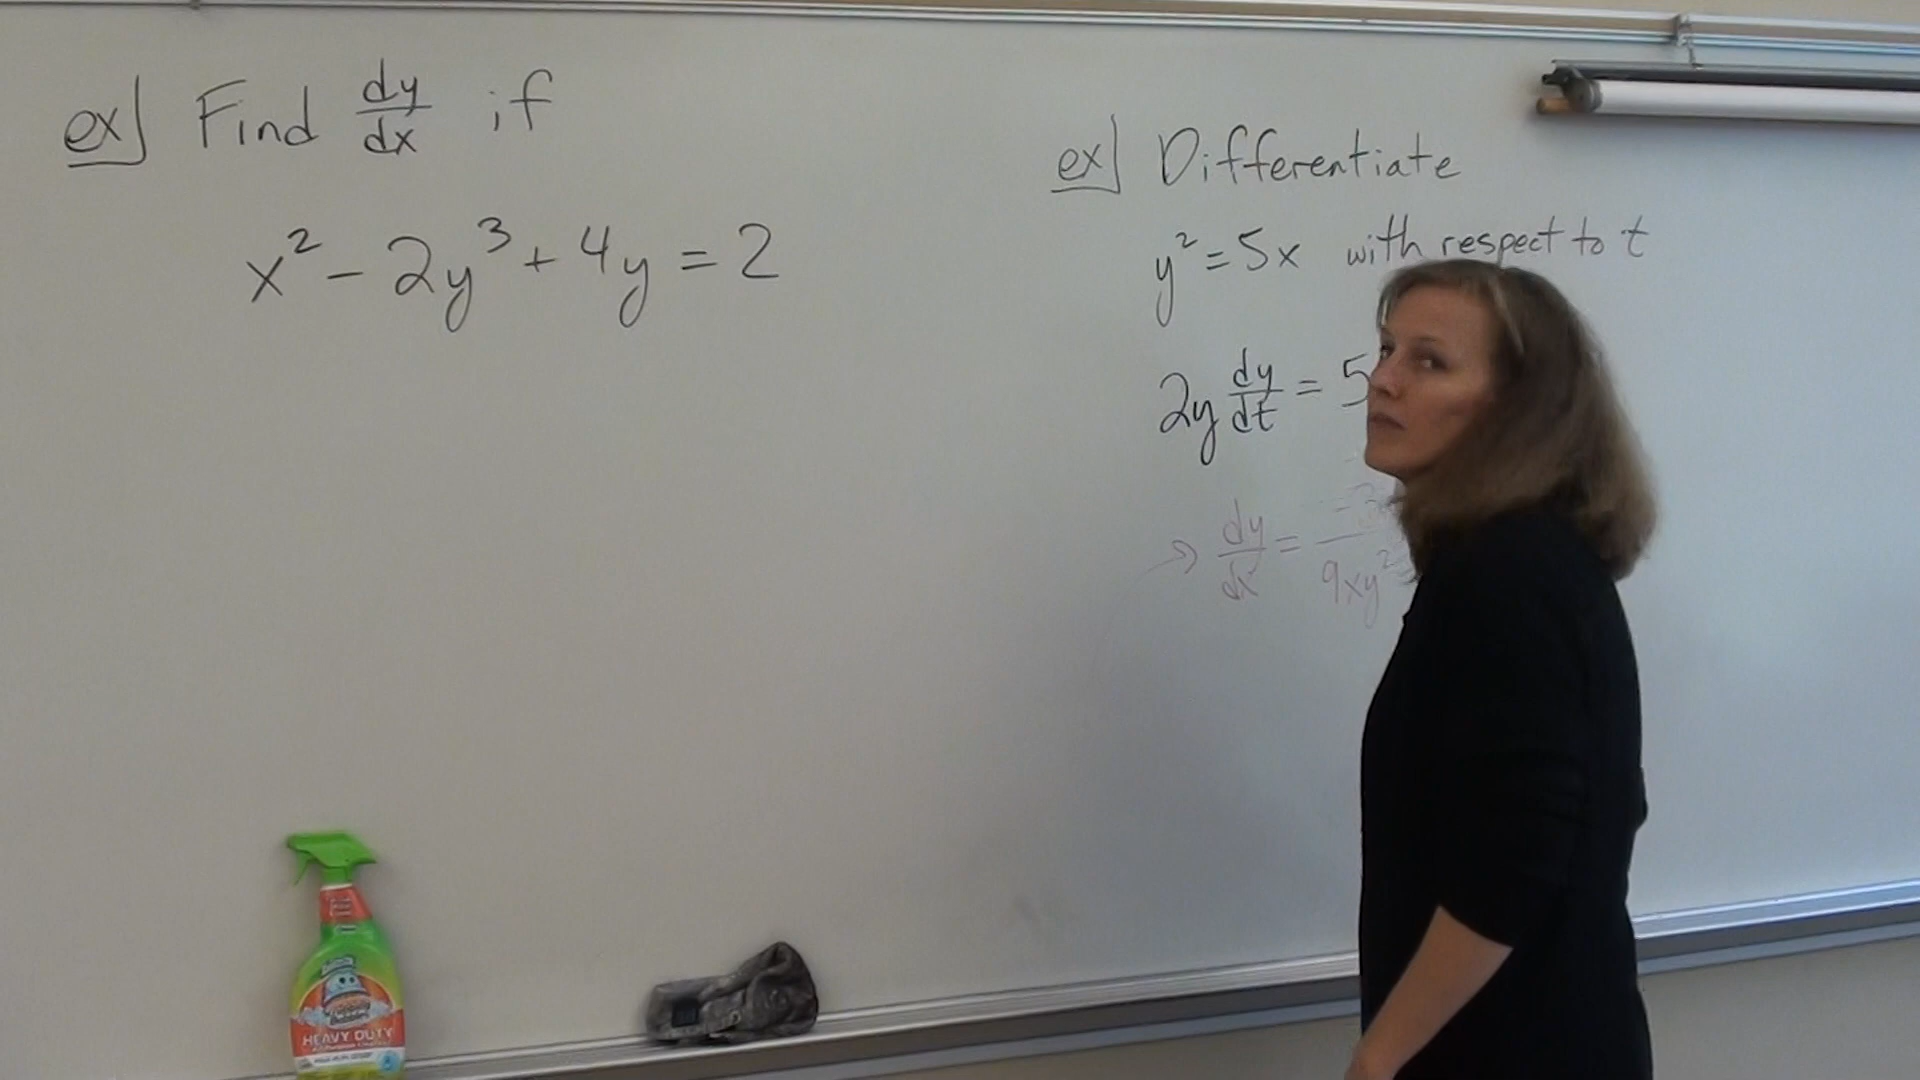 ex] Find dy/dx if
x² - 2y³ + 4y = 2
ex] Differentiate
y² = 5x with respect to t
2y dy/dt = 5
→ dy/dx =
9xy²
HEAVY DUTY